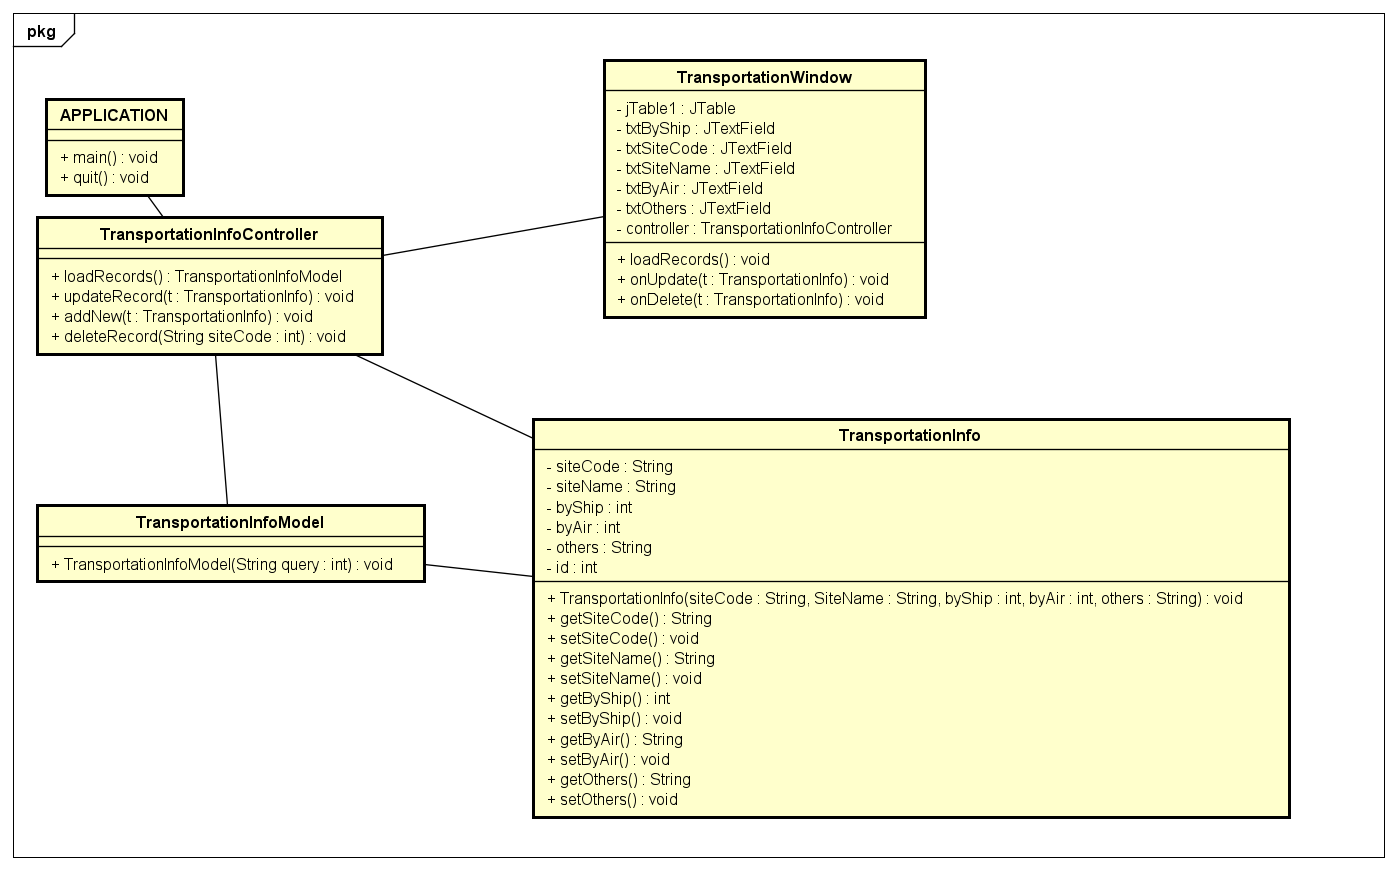 pkg
APPLICATION
+ main() : void
+ quit() : void
TransportationWindow
- jTable1 : JTable
- txtByShip : JTextField
- txtSiteCode : JTextField
- txtSiteName : JTextField
- txtByAir : JTextField
- txtOthers : JTextField
- controller : TransportationInfoController
+ loadRecords() : void
+ onUpdate(t : TransportationInfo) : void
+ onDelete(t : TransportationInfo) : void
TransportationInfoController
+ loadRecords() : TransportationInfoModel
+ updateRecord(t : TransportationInfo) : void
+ addNew(t : TransportationInfo) : void
+ deleteRecord(String siteCode : int) : void
TransportationInfoModel
+ TransportationInfoModel(String query : int) : void
TransportationInfo
- siteCode : String
- siteName : String
- byShip : int
- byAir : int
- others : String
- id : int
+ TransportationInfo(siteCode : String, SiteName : String, byShip : int, byAir : int, others : String) : void
+ getSiteCode() : String
+ setSiteCode() : void
+ getSiteName() : String
+ setSiteName() : void
+ getByShip() : int
+ setByShip() : void
+ getByAir() : String
+ setByAir() : void
+ getOthers() : String
+ setOthers() : void